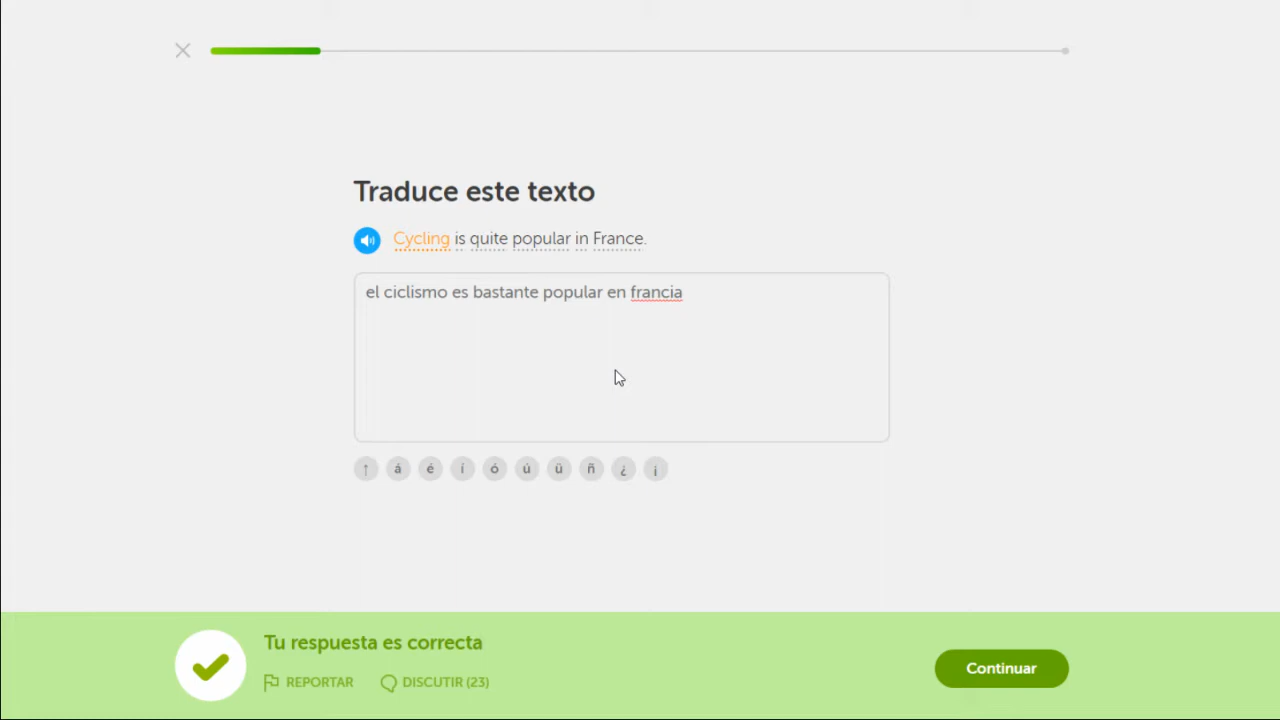 Traduce este texto
Cycling is quite popular in France.
el ciclismo es bastante popular en francia
↑ á é í ó ú ü ñ ¿ ¡
Tu respuesta es correcta
REPORTAR DISCUTIR (23)
Continuar